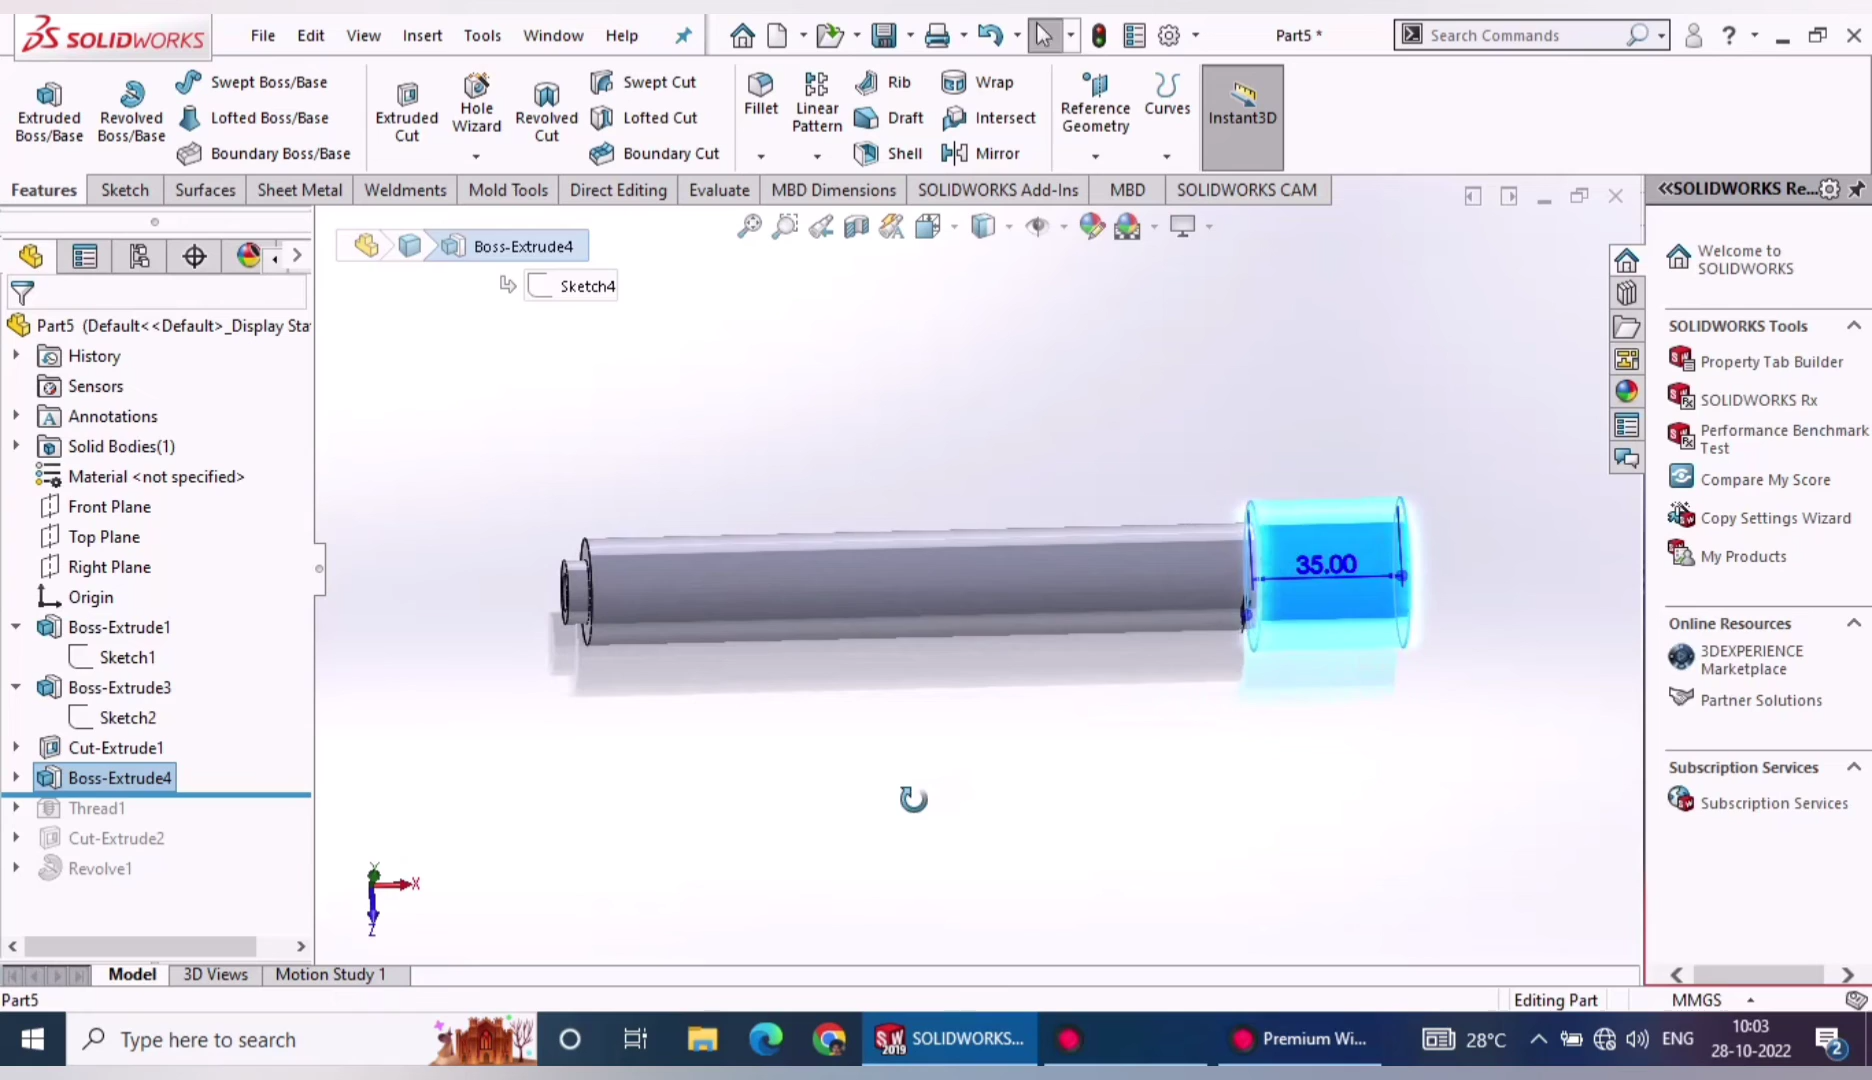 SOLIDWORKS
File Edit View Insert Tools Window Help
Part5 *
Search Commands
Extruded Boss/Base
Revolved Boss/Base
Swept Boss/Base
Lofted Boss/Base
Boundary Boss/Base
Extruded Cut
Hole Wizard
Revolved Cut
Swept Cut
Lofted Cut
Boundary Cut
Fillet
Linear Pattern
Rib
Draft
Shell
Wrap
Intersect
Mirror
Reference Geometry
Curves
Instant3D
Features Sketch Surfaces Sheet Metal Weldments Mold Tools Direct Editing Evaluate MBD Dimensions SOLIDWORKS Add-Ins MBD SOLIDWORKS CAM
Boss-Extrude4
Sketch4
Part5 (Default<<Default>_Display Sta
History
Sensors
Annotations
Solid Bodies(1)
Material <not specified>
Front Plane
Top Plane
Right Plane
Origin
Boss-Extrude1
Sketch1
Boss-Extrude3
Sketch2
Cut-Extrude1
Boss-Extrude4
Thread1
Cut-Extrude2
Revolve1
35.00
Y
X
Z
SOLIDWORKS Re...
Welcome to
SOLIDWORKS
SOLIDWORKS Tools
Property Tab Builder
SOLIDWORKS Rx
Performance Benchmark
Test
Compare My Score
Copy Settings Wizard
My Products
Online Resources
3DEXPERIENCE
Marketplace
Partner Solutions
Subscription Services
Subscription Services
Model 3D Views Motion Study 1
Part5
Editing Part
MMGS
Type here to search
SW
2019
SOLIDWORKS...
Premium Wi...
28°C
ENG
10:03
28-10-2022
2